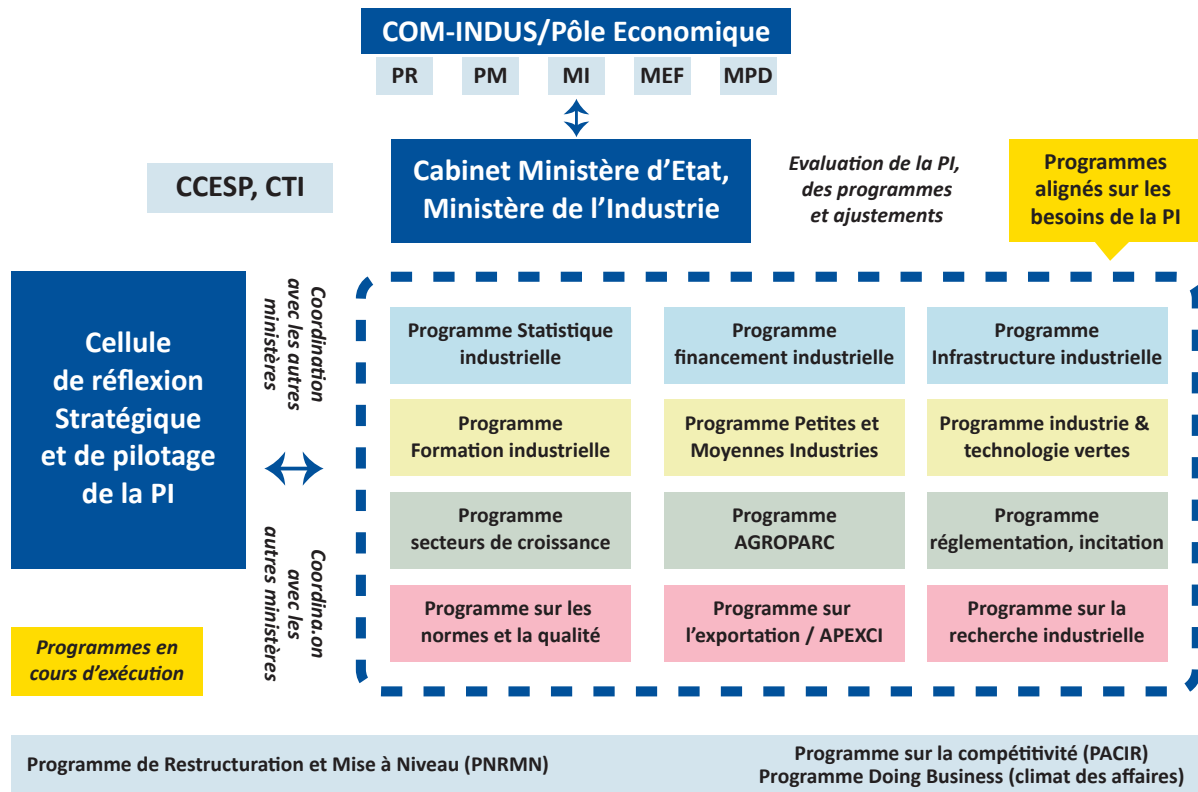 COM-INDUS/Pôle Economique
PR
PM
MI
MEF
MPD
CCESP, CTI
Cabinet Ministère d’Etat,
Ministère de l’Industrie
Evaluation de la PI,
des programmes
et ajustements
Programmes
alignés sur les
besoins de la PI
Cellule
de réflexion
Stratégique
et de pilotage
de la PI
Coordination
avec les autres
ministères
Coordina.on
avec les
autres ministères
Programme Statistique
industrielle
Programme
financement industrielle
Programme
Infrastructure industrielle
Programme
Formation industrielle
Programme Petites et
Moyennes Industries
Programme industrie &
technologie vertes
Programme
secteurs de croissance
Programme
AGROPARC
Programme
réglementation, incitation
Programme sur les
normes et la qualité
Programme sur
l’exportation / APEXCI
Programme sur la
recherche industrielle
Programmes en
cours d’exécution
Programme de Restructuration et Mise à Niveau (PNRMN)
Programme sur la compétitivité (PACIR)
Programme Doing Business (climat des affaires)